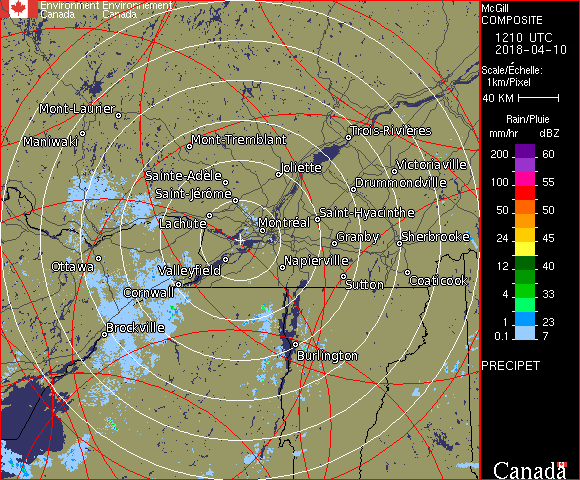 Environment Environnement
Canada Canada
McGill
COMPOSITE
1210 UTC
2018-04-10
Scale/Échelle:
1km/Pixel
40 KM
Rain/Pluie
mm/hr dBZ
200 60
100 55
75 53
50 50
24 45
12 40
4 33
1 23
0.1 7
PRECIPET
Mont-Laurier
Maniwaki
Mont-Tremblant
Trois-Rivières
Joliette
Victoriaville
Sainte-Adèle
Drummondville
Saint-Jérôme
Saint-Hyacinthe
Lachute
Montréal
Granby
Sherbrooke
Ottawa
Valleyfield
Napierville
Sutton
Coaticook
Cornwall
Brockville
Burlington
Canada